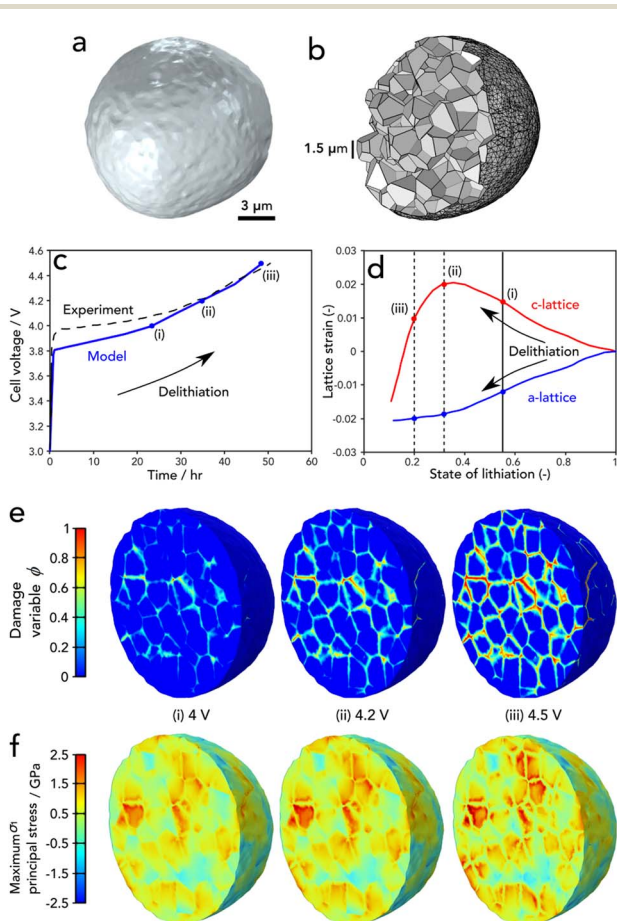 a
b
3 μm
1.5 μm
c
4.6
4.4
4.2
4.0
3.8
3.6
3.4
3.2
3.0
Cell voltage / V
Experiment
Model
(i)
(ii)
(iii)
Delithiation
0 10 20 30 40 50 60
Time / hr
d
0.03
0.02
0.01
0
-0.01
-0.02
-0.03
Lattice strain (-)
(iii)
(ii)
(i)
c-lattice
Delithiation
a-lattice
0 0.2 0.4 0.6 0.8 1
State of lithiation (-)
e
Damage
variable ϕ
1
0.8
0.6
0.4
0.2
0
(i) 4 V
(ii) 4.2 V
(iii) 4.5 V
f
Maximum σ₁
principal stress / GPa
2.5
1.5
0.5
-0.5
-1.5
-2.5